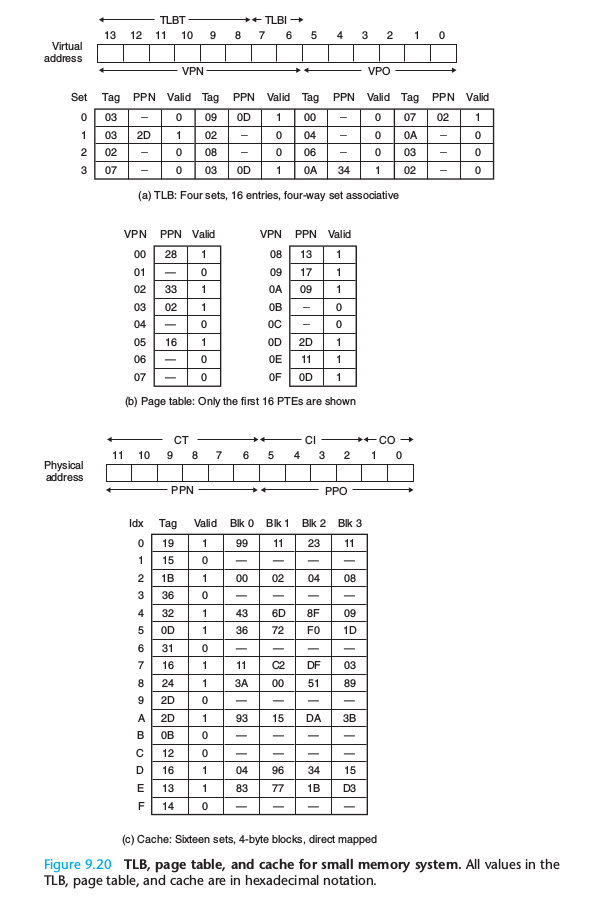 TLBT TLBI
13 12 11 10 9 8 7 6 5 4 3 2 1 0
Virtual
address
VPN VPO
Set Tag PPN Valid Tag PPN Valid Tag PPN Valid Tag PPN Valid
0 03 – 0 09 0D 1 00 – 0 07 02 1
1 03 2D 1 02 – 0 04 – 0 0A – 0
2 02 – 0 08 – 0 06 – 0 03 – 0
3 07 – 0 03 0D 1 0A 34 1 02 – 0
(a) TLB: Four sets, 16 entries, four-way set associative
VPN PPN Valid VPN PPN Valid
00 28 1 08 13 1
01 — 0 09 17 1
02 33 1 0A 09 1
03 02 1 0B – 0
04 — 0 0C – 0
05 16 1 0D 2D 1
06 — 0 0E 11 1
07 — 0 0F 0D 1
(b) Page table: Only the first 16 PTEs are shown
CT CI CO
11 10 9 8 7 6 5 4 3 2 1 0
Physical
address
PPN PPO
Idx Tag Valid Blk 0 Blk 1 Blk 2 Blk 3
0 19 1 99 11 23 11
1 15 0 — — — —
2 1B 1 00 02 04 08
3 36 0 — — — —
4 32 1 43 6D 8F 09
5 0D 1 36 72 F0 1D
6 31 0 — — — —
7 16 1 11 C2 DF 03
8 24 1 3A 00 51 89
9 2D 0 — — — —
A 2D 1 93 15 DA 3B
B 0B 0 — — — —
C 12 0 — — — —
D 16 1 04 96 34 15
E 13 1 83 77 1B D3
F 14 0 — — — —
(c) Cache: Sixteen sets, 4-byte blocks, direct mapped
Figure 9.20 TLB, page table, and cache for small memory system. All values in the
TLB, page table, and cache are in hexadecimal notation.